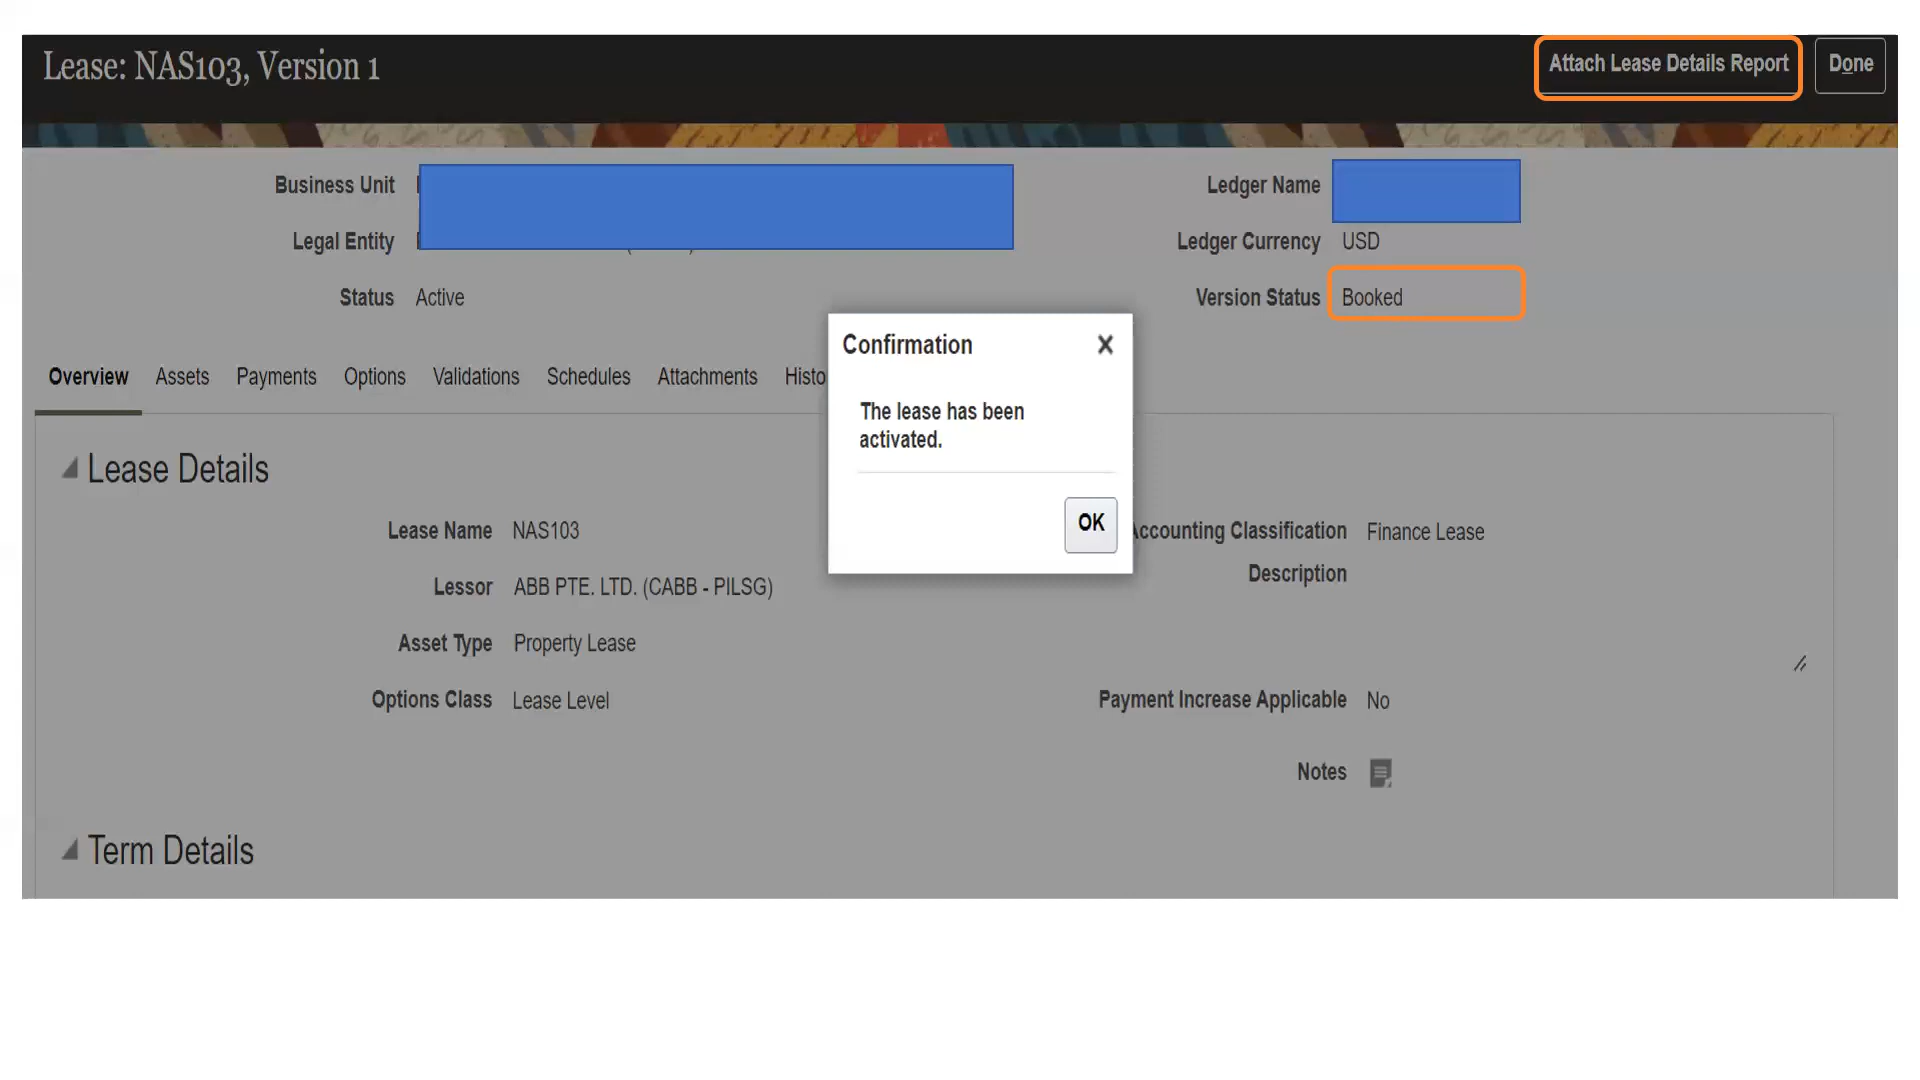 Lease: NAS103, Version 1
Attach Lease Details Report
Done
Business Unit
Ledger Name
Legal Entity
Ledger Currency USD
Status Active
Version Status Booked
Confirmation
Overview Assets Payments Options Validations Schedules Attachments Histo
The lease has been
activated.
Lease Details
OK
Lease Name NAS103
Accounting Classification Finance Lease
Description
Lessor ABB PTE. LTD. (CABB - PILSG)
Asset Type Property Lease
Options Class Lease Level
Payment Increase Applicable No
Notes
Term Details